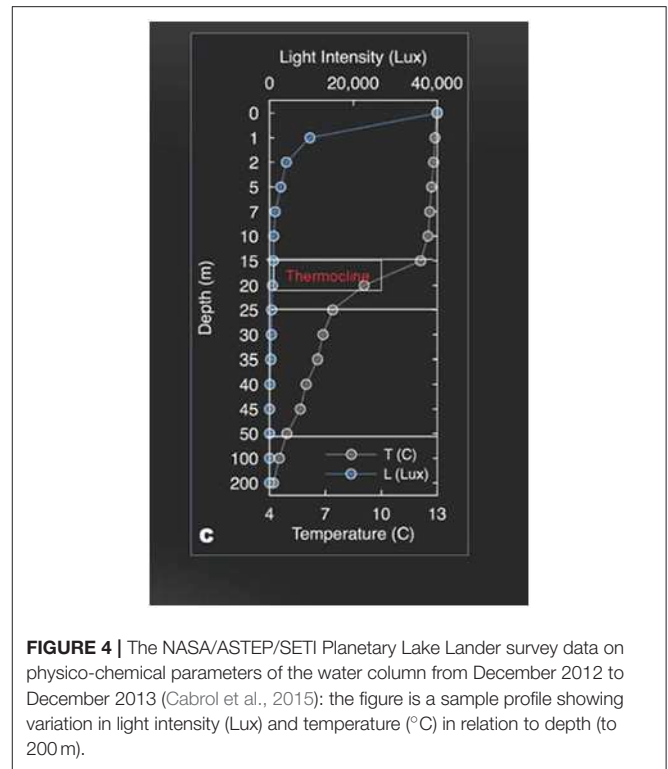 Light Intensity (Lux)
0 20,000 40,000
0
1
2
5
7
10
15
Thermocline
20
25
30
35
40
45
50
100
200
Depth (m)
T (C)
L (Lux)
4 7 10 13
Temperature (C)
C
FIGURE 4 | The NASA/ASTEP/SETI Planetary Lake Lander survey data on
physico-chemical parameters of the water column from December 2012 to
December 2013 (Cabrol et al., 2015): the figure is a sample profile showing
variation in light intensity (Lux) and temperature (°C) in relation to depth (to
200 m).